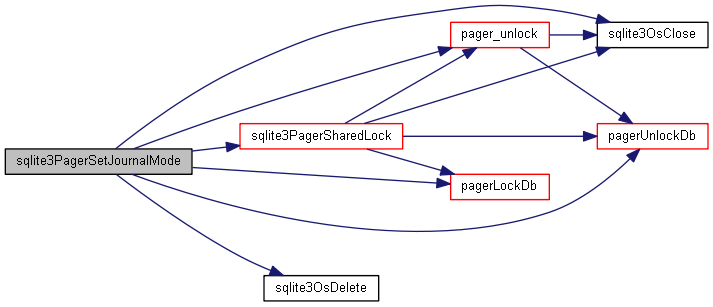 pager_unlock
sqlite3OsClose
sqlite3PagerSharedLock
pagerUnlockDb
sqlite3PagerSetJournalMode
pagerLockDb
sqlite3OsDelete